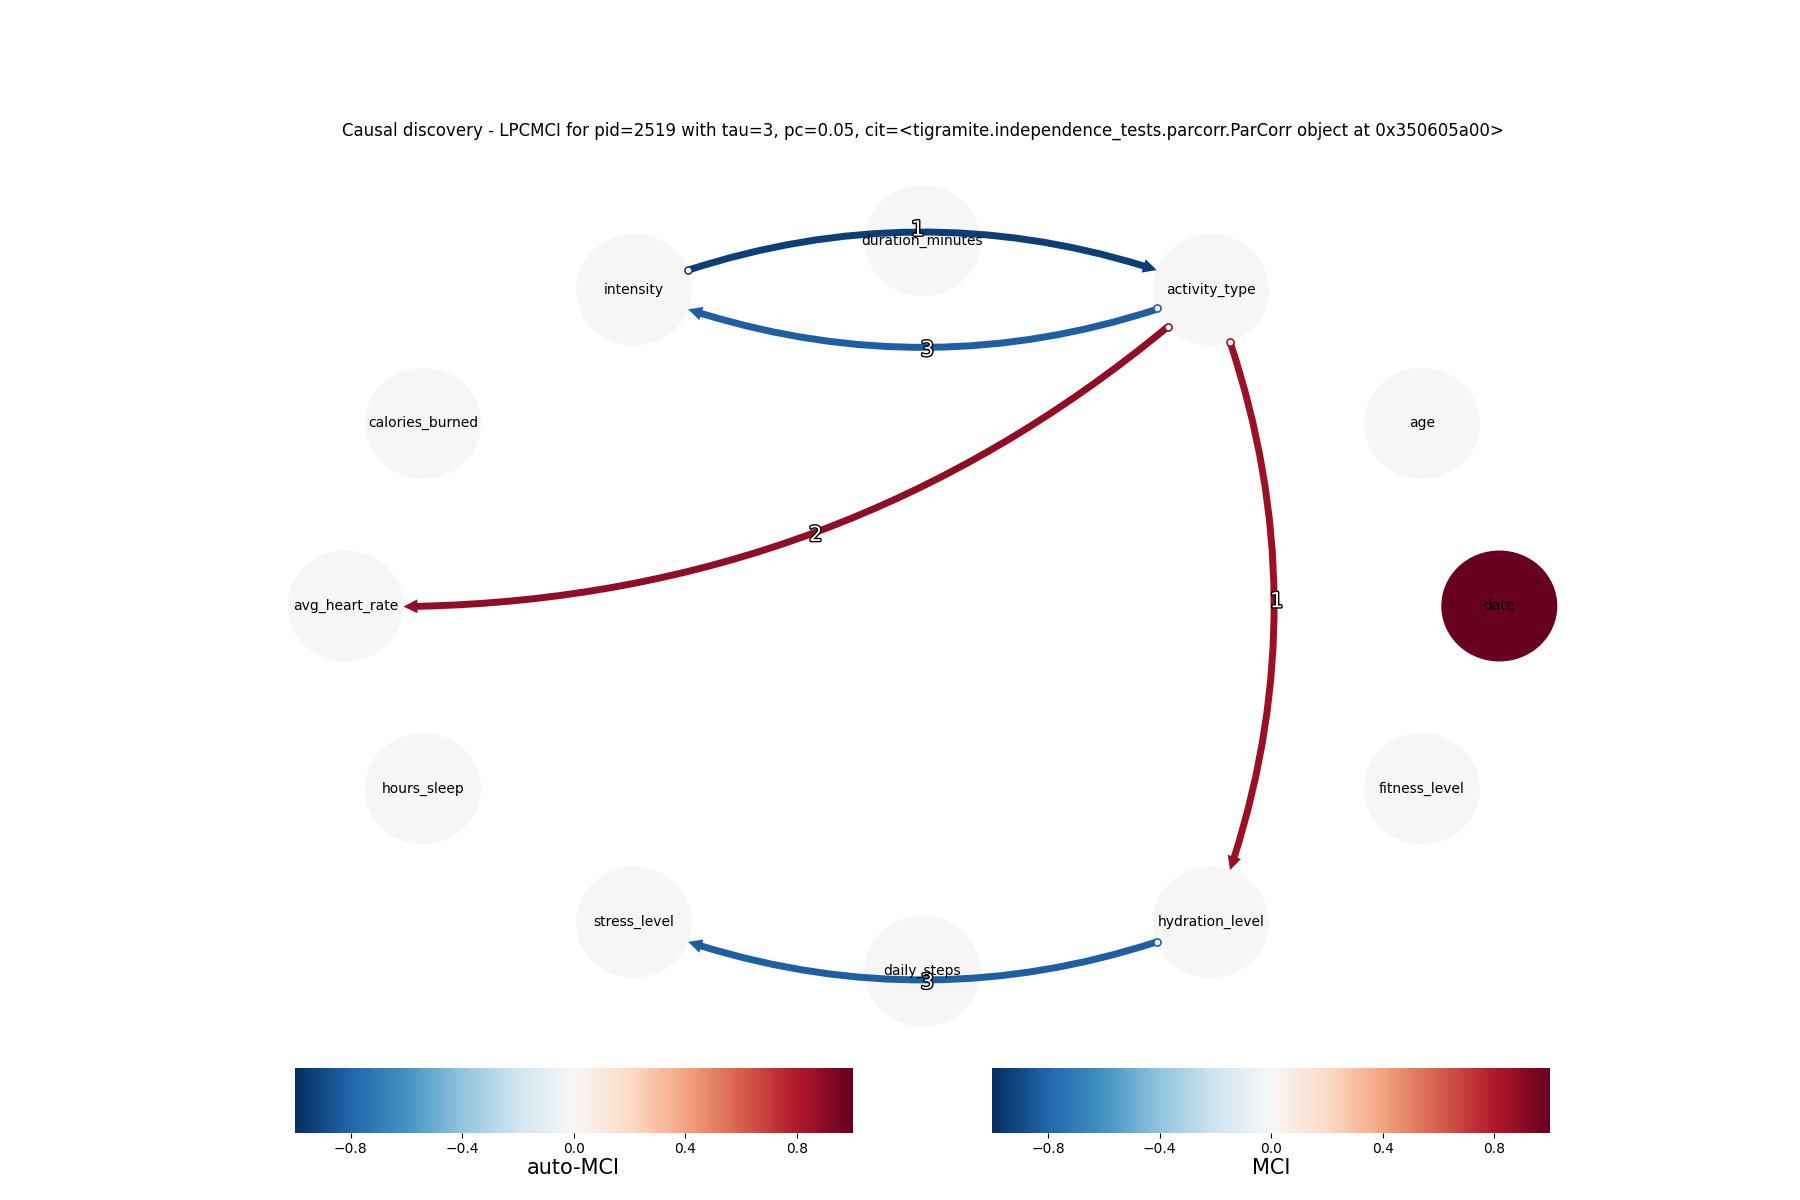 Causal discovery - LPCMCI for pid=2519 with tau=3, pc=0.05, cit=<tigramite.independence_tests.parcorr.ParCorr object at 0x350605a00>
1
duration_minutes
intensity
activity_type
3
calories_burned
age
2
avg_heart_rate
1
date
hours_sleep
fitness_level
stress_level
hydration_level
daily_steps
3
−0.8 −0.4 0.0 0.4 0.8
auto-MCI
−0.8 −0.4 0.0 0.4 0.8
MCI